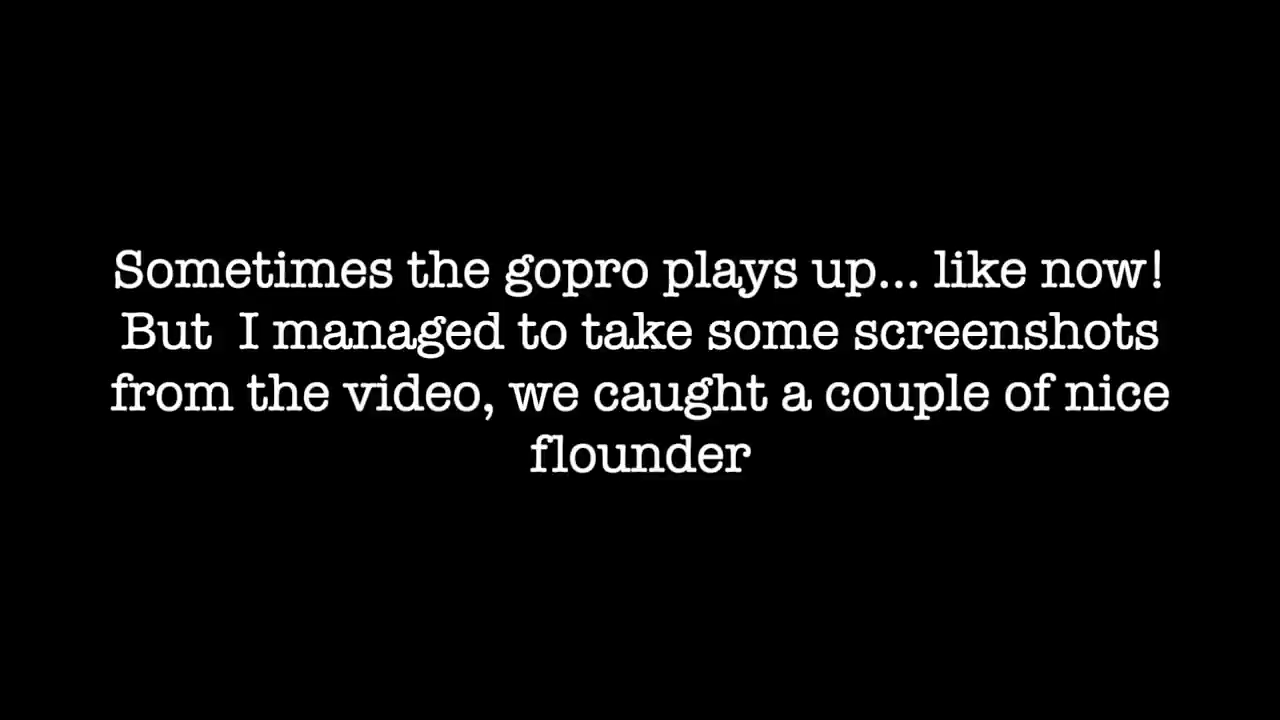 Sometimes the gopro plays up... like now!
But  I managed to take some screenshots
from the video, we caught a couple of nice
flounder